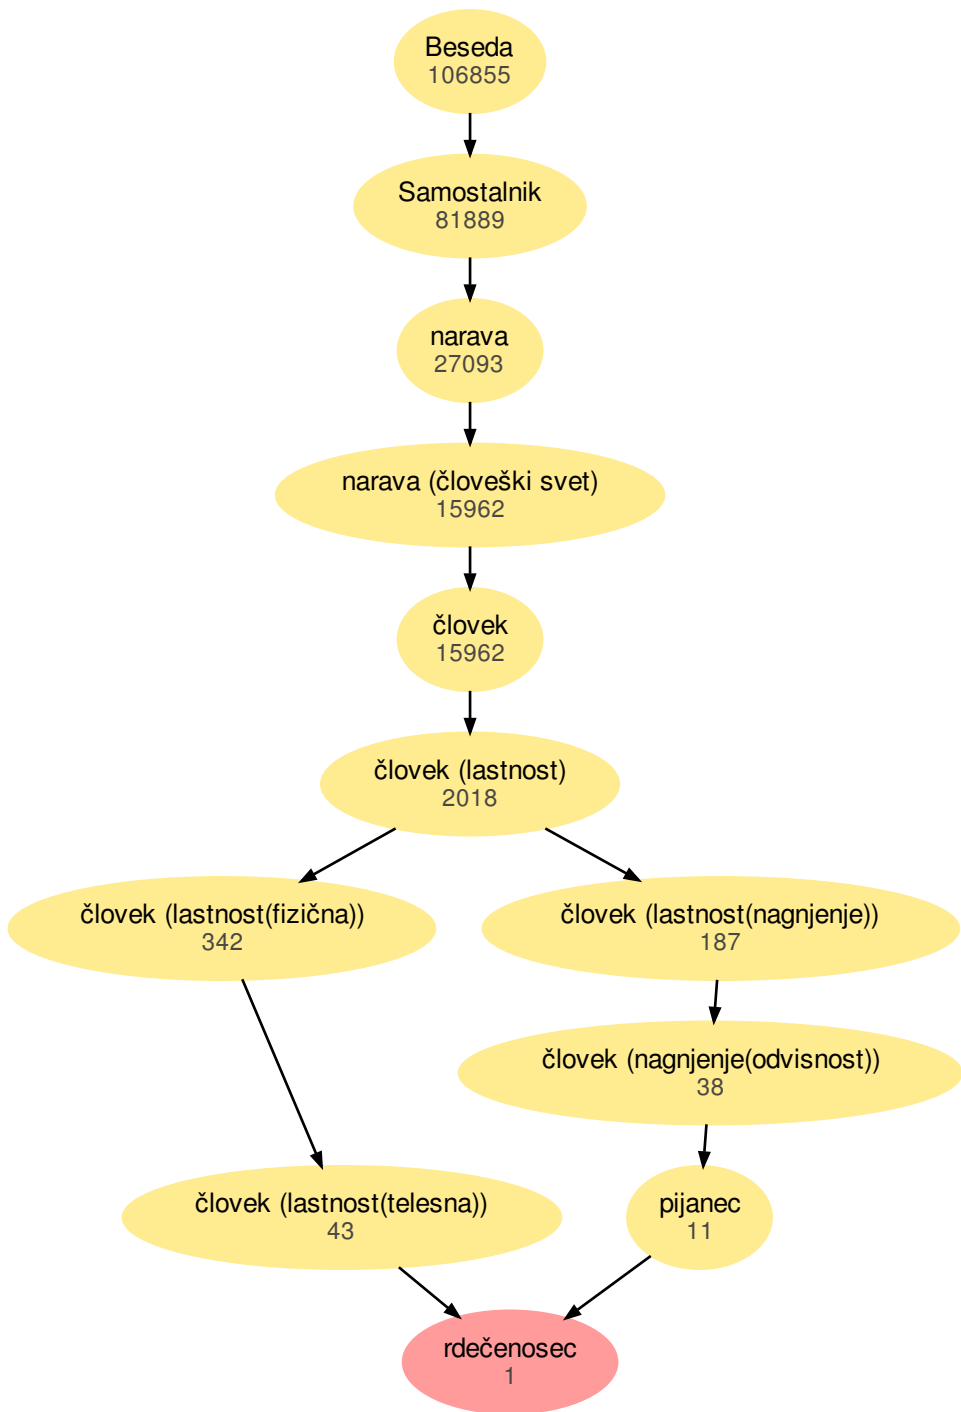 Beseda
106855
Samostalnik
81889
narava
27093
narava (človeški svet)
15962
človek
15962
človek (lastnost)
2018
človek (lastnost(fizična))
342
človek (lastnost(nagnjenje))
187
človek (nagnjenje(odvisnost))
38
človek (lastnost(telesna))
43
pijanec
11
rdečenosec
1